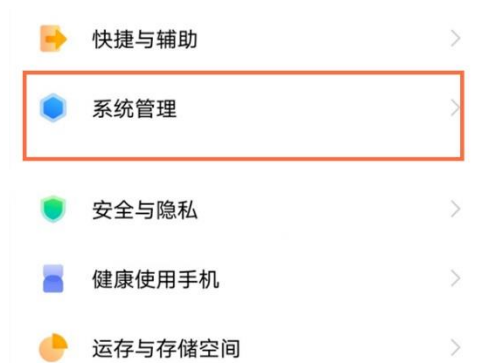 快捷与辅助
系统管理
安全与隐私
健康使用手机
运存与存储空间